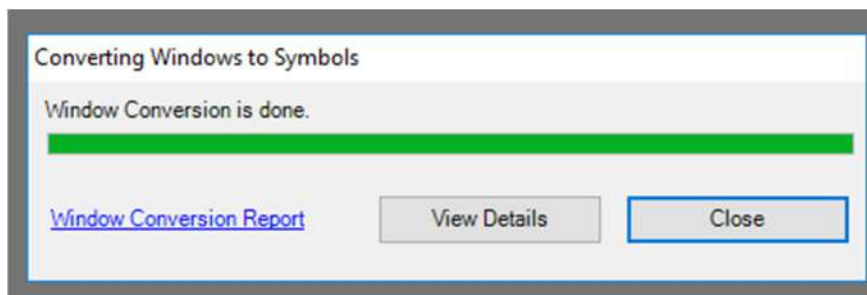 Converting Windows to Symbols
Window Conversion is done.
Window Conversion Report View Details Close